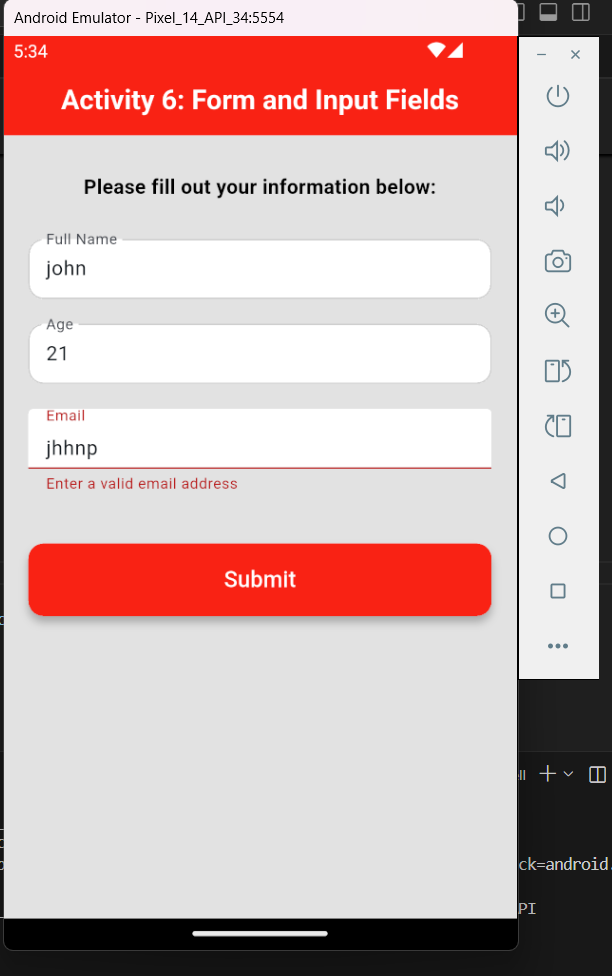 Android Emulator - Pixel_14_API_34:5554
5:34
Activity 6: Form and Input Fields
Please fill out your information below:
Full Name
john
Age
21
Email
jhhnp
Enter a valid email address
Submit
ck=android.
PI